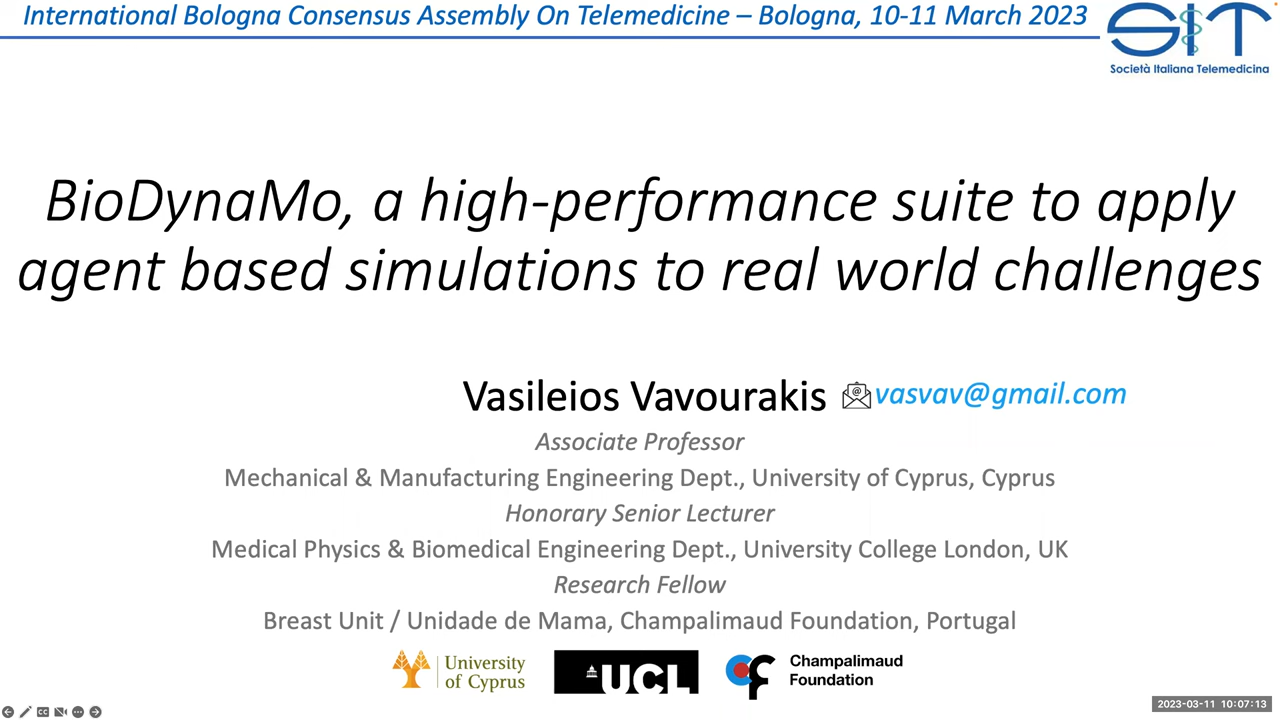 International Bologna Consensus Assembly On Telemedicine – Bologna, 10-11 March 2023
SIT
Società Italiana Telemedicina
BioDynaMo, a high-performance suite to apply
agent based simulations to real world challenges
Vasileios Vavourakis vasvav@gmail.com
Associate Professor
Mechanical & Manufacturing Engineering Dept., University of Cyprus, Cyprus
Honorary Senior Lecturer
Medical Physics & Biomedical Engineering Dept., University College London, UK
Research Fellow
Breast Unit / Unidade de Mama, Champalimaud Foundation, Portugal
University
of Cyprus
UCL
Champalimaud
Foundation
2023-03-11 10:07:13